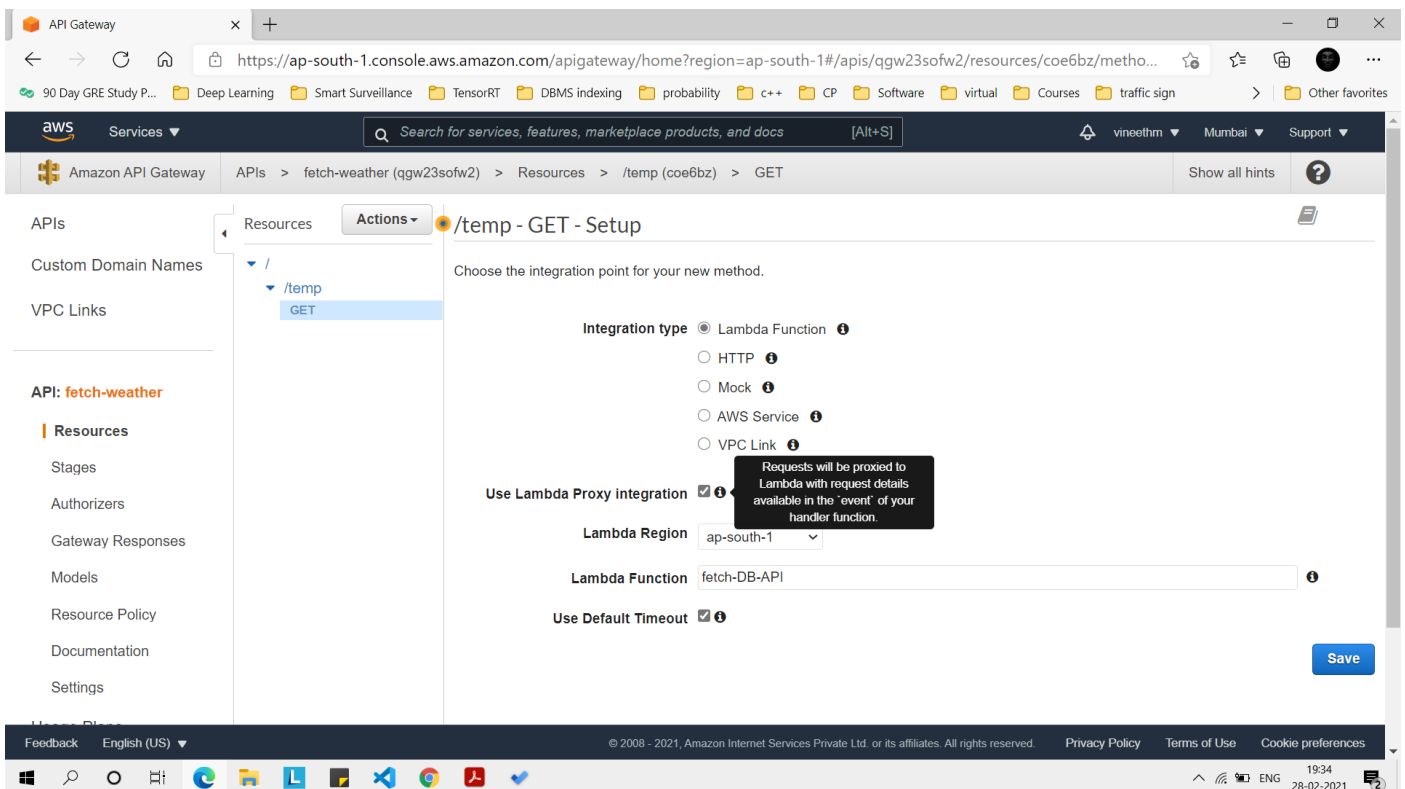 API Gateway
https://ap-south-1.console.aws.amazon.com/apigateway/home?region=ap-south-1#/apis/qgw23sofw2/resources/coe6bz/metho...
90 Day GRE Study P... Deep Learning Smart Surveillance TensorRT DBMS indexing probability c++ CP Software virtual Courses traffic sign Other favorites
aws Services Search for services, features, marketplace products, and docs [Alt+S] vineethm Mumbai Support
Amazon API Gateway APIs > fetch-weather (qgw23sofw2) > Resources > /temp (coe6bz) > GET Show all hints
APIs
Custom Domain Names
VPC Links
API: fetch-weather
Resources
Stages
Authorizers
Gateway Responses
Models
Resource Policy
Documentation
Settings
Resources Actions
/
/temp
GET
/temp - GET - Setup
Choose the integration point for your new method.
Integration type Lambda Function
HTTP
Mock
AWS Service
VPC Link
Requests will be proxied to
Lambda with request details
available in the `event` of your
handler function.
Use Lambda Proxy integration
Lambda Region ap-south-1
Lambda Function fetch-DB-API
Use Default Timeout
Save
Feedback English (US) © 2008 - 2021, Amazon Internet Services Private Ltd. or its affiliates. All rights reserved. Privacy Policy Terms of Use Cookie preferences
ENG 19:34
28-02-2021 2